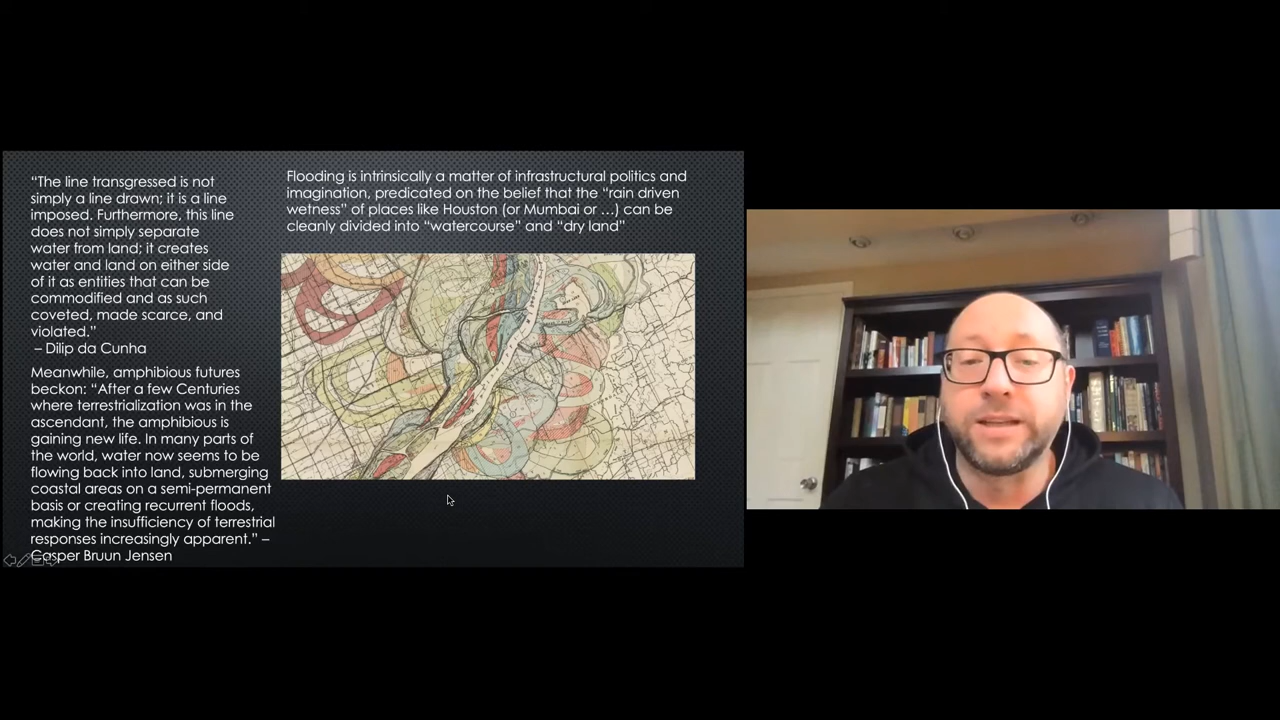 “The line transgressed is not
simply a line drawn; it is a line
imposed. Furthermore, this line
does not simply separate
water from land; it creates
water and land on either side
of it as entities that can be
commodified and as such
coveted, made scarce, and
violated.”
– Dilip da Cunha
Meanwhile, amphibious futures
beckon: “After a few Centuries
where terrestrialization was in the
ascendant, the amphibious is
gaining new life. In many parts of
the world, water now seems to be
flowing back into land, submerging
coastal areas on a semi-permanent
basis or creating recurrent floods,
making the insufficiency of terrestrial
responses increasingly apparent.” –
Casper Bruun Jensen
Flooding is intrinsically a matter of infrastructural politics and
imagination, predicated on the belief that the “rain driven
wetness” of places like Houston (or Mumbai or …) can be
cleanly divided into “watercourse” and “dry land”